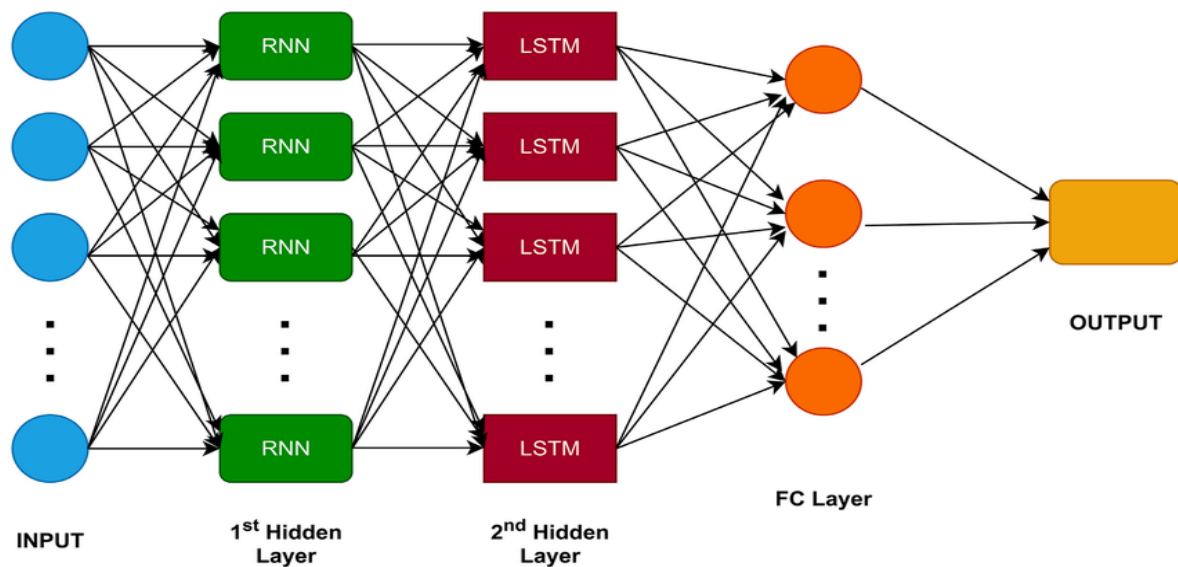 RNN
LSTM
RNN
LSTM
RNN
LSTM
RNN
LSTM
INPUT
1st Hidden
Layer
2nd Hidden
Layer
FC Layer
OUTPUT